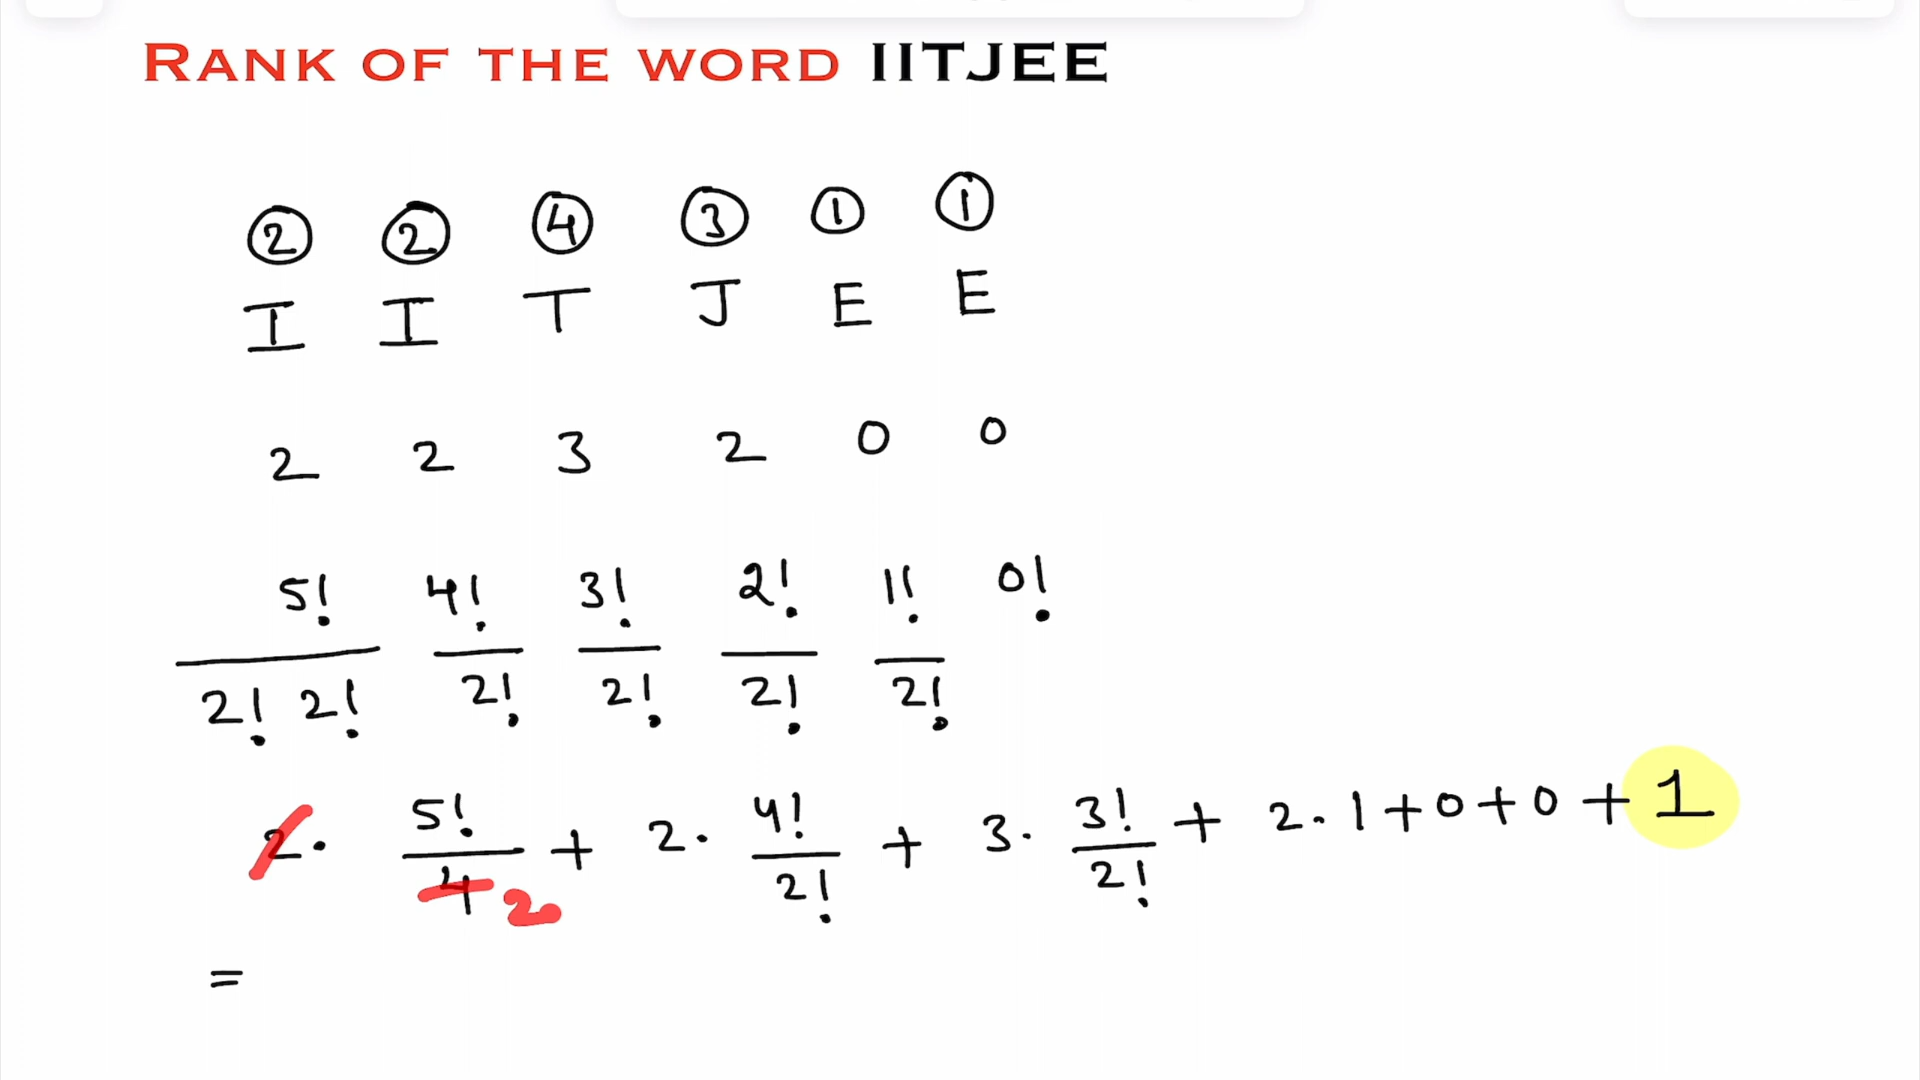 RANK OF THE WORD IITJEE
② ② ④ ③ ① ①
I I T J E E
2 2 3 2 0 0
5! 4! 3! 2! 1! 0!
2! 2! 2! 2! 2! 2!
2. 5!/4 2 + 2. 4!/2! + 3. 3!/2! + 2.1+0+0+1
=